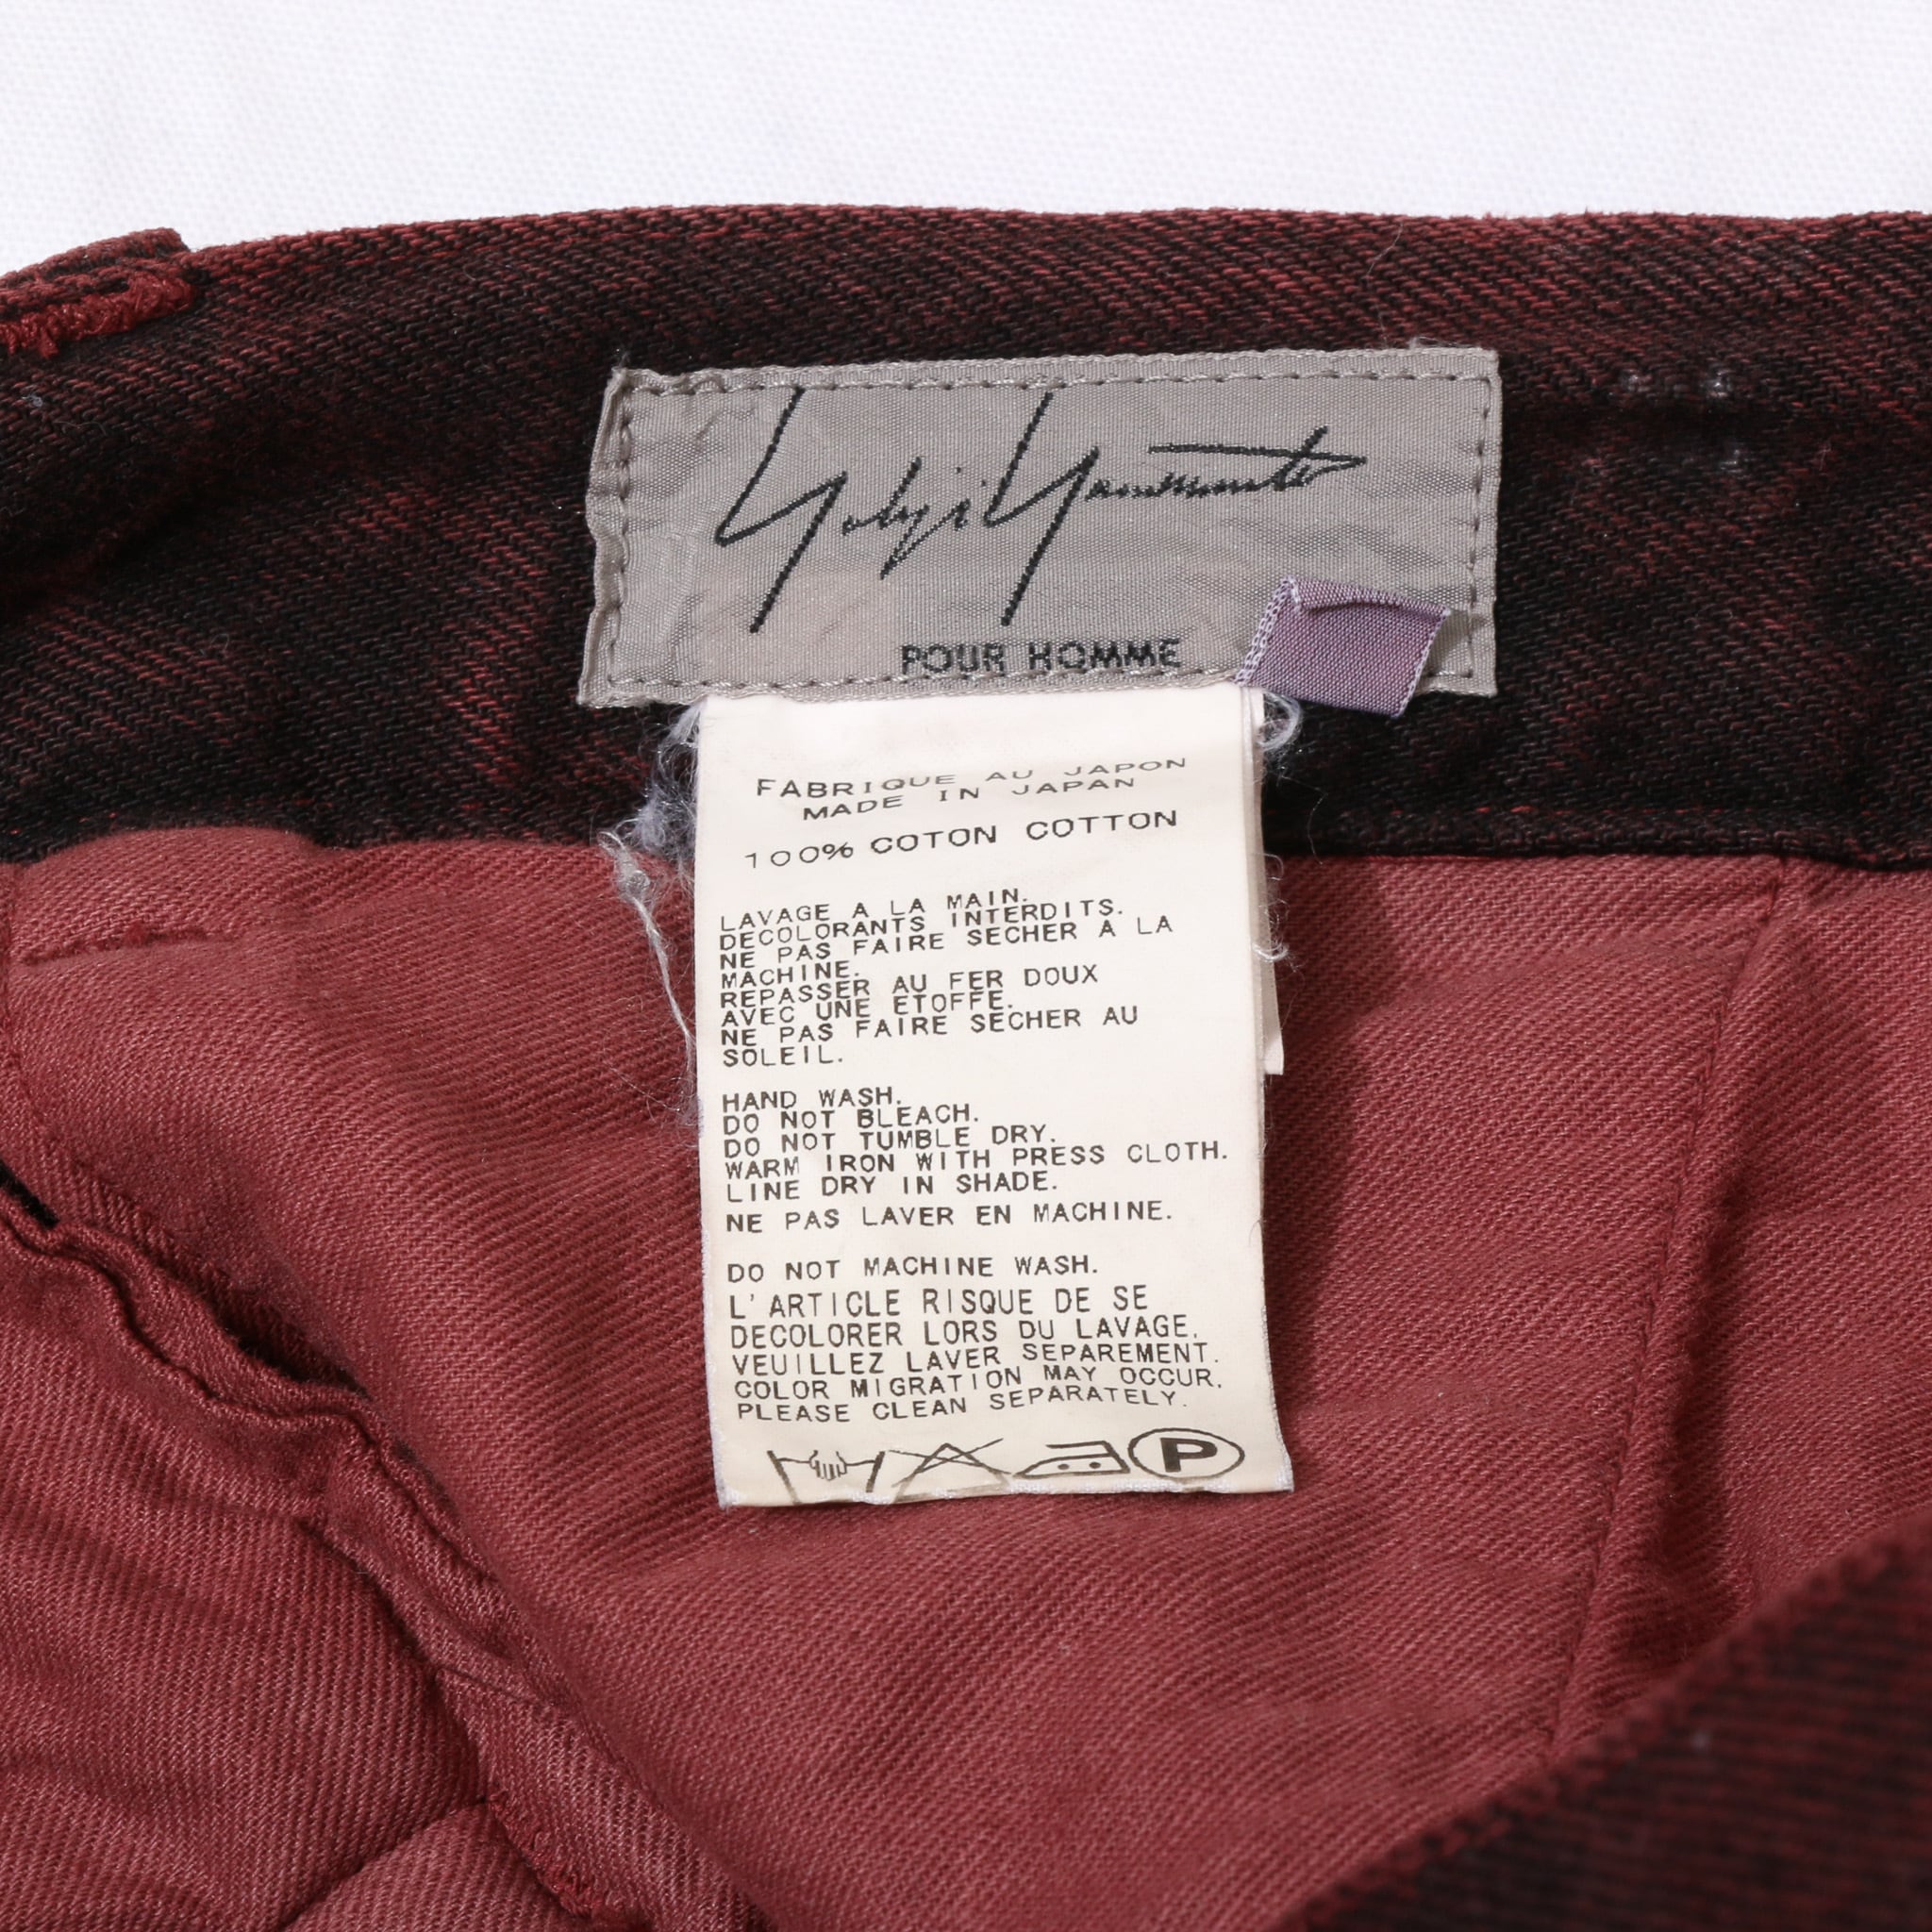 Yohji Yamamoto
POUR HOMME
FABRIQUE AU JAPON
MADE IN JAPAN
100% COTON COTTON
LAVAGE A LA MAIN.
DECOLORANTS INTERDITS.
NE PAS FAIRE SECHER A LA
MACHINE.
REPASSER AU FER DOUX
AVEC UNE ETOFFE.
NE PAS FAIRE SECHER AU
SOLEIL.
HAND WASH.
DO NOT BLEACH.
DO NOT TUMBLE DRY.
WARM IRON WITH PRESS CLOTH.
LINE DRY IN SHADE.
NE PAS LAVER EN MACHINE.
DO NOT MACHINE WASH.
L'ARTICLE RISQUE DE SE
DECOLORER LORS DU LAVAGE.
VEUILLEZ LAVER SEPAREMENT.
COLOR MIGRATION MAY OCCUR.
PLEASE CLEAN SEPARATELY.
P